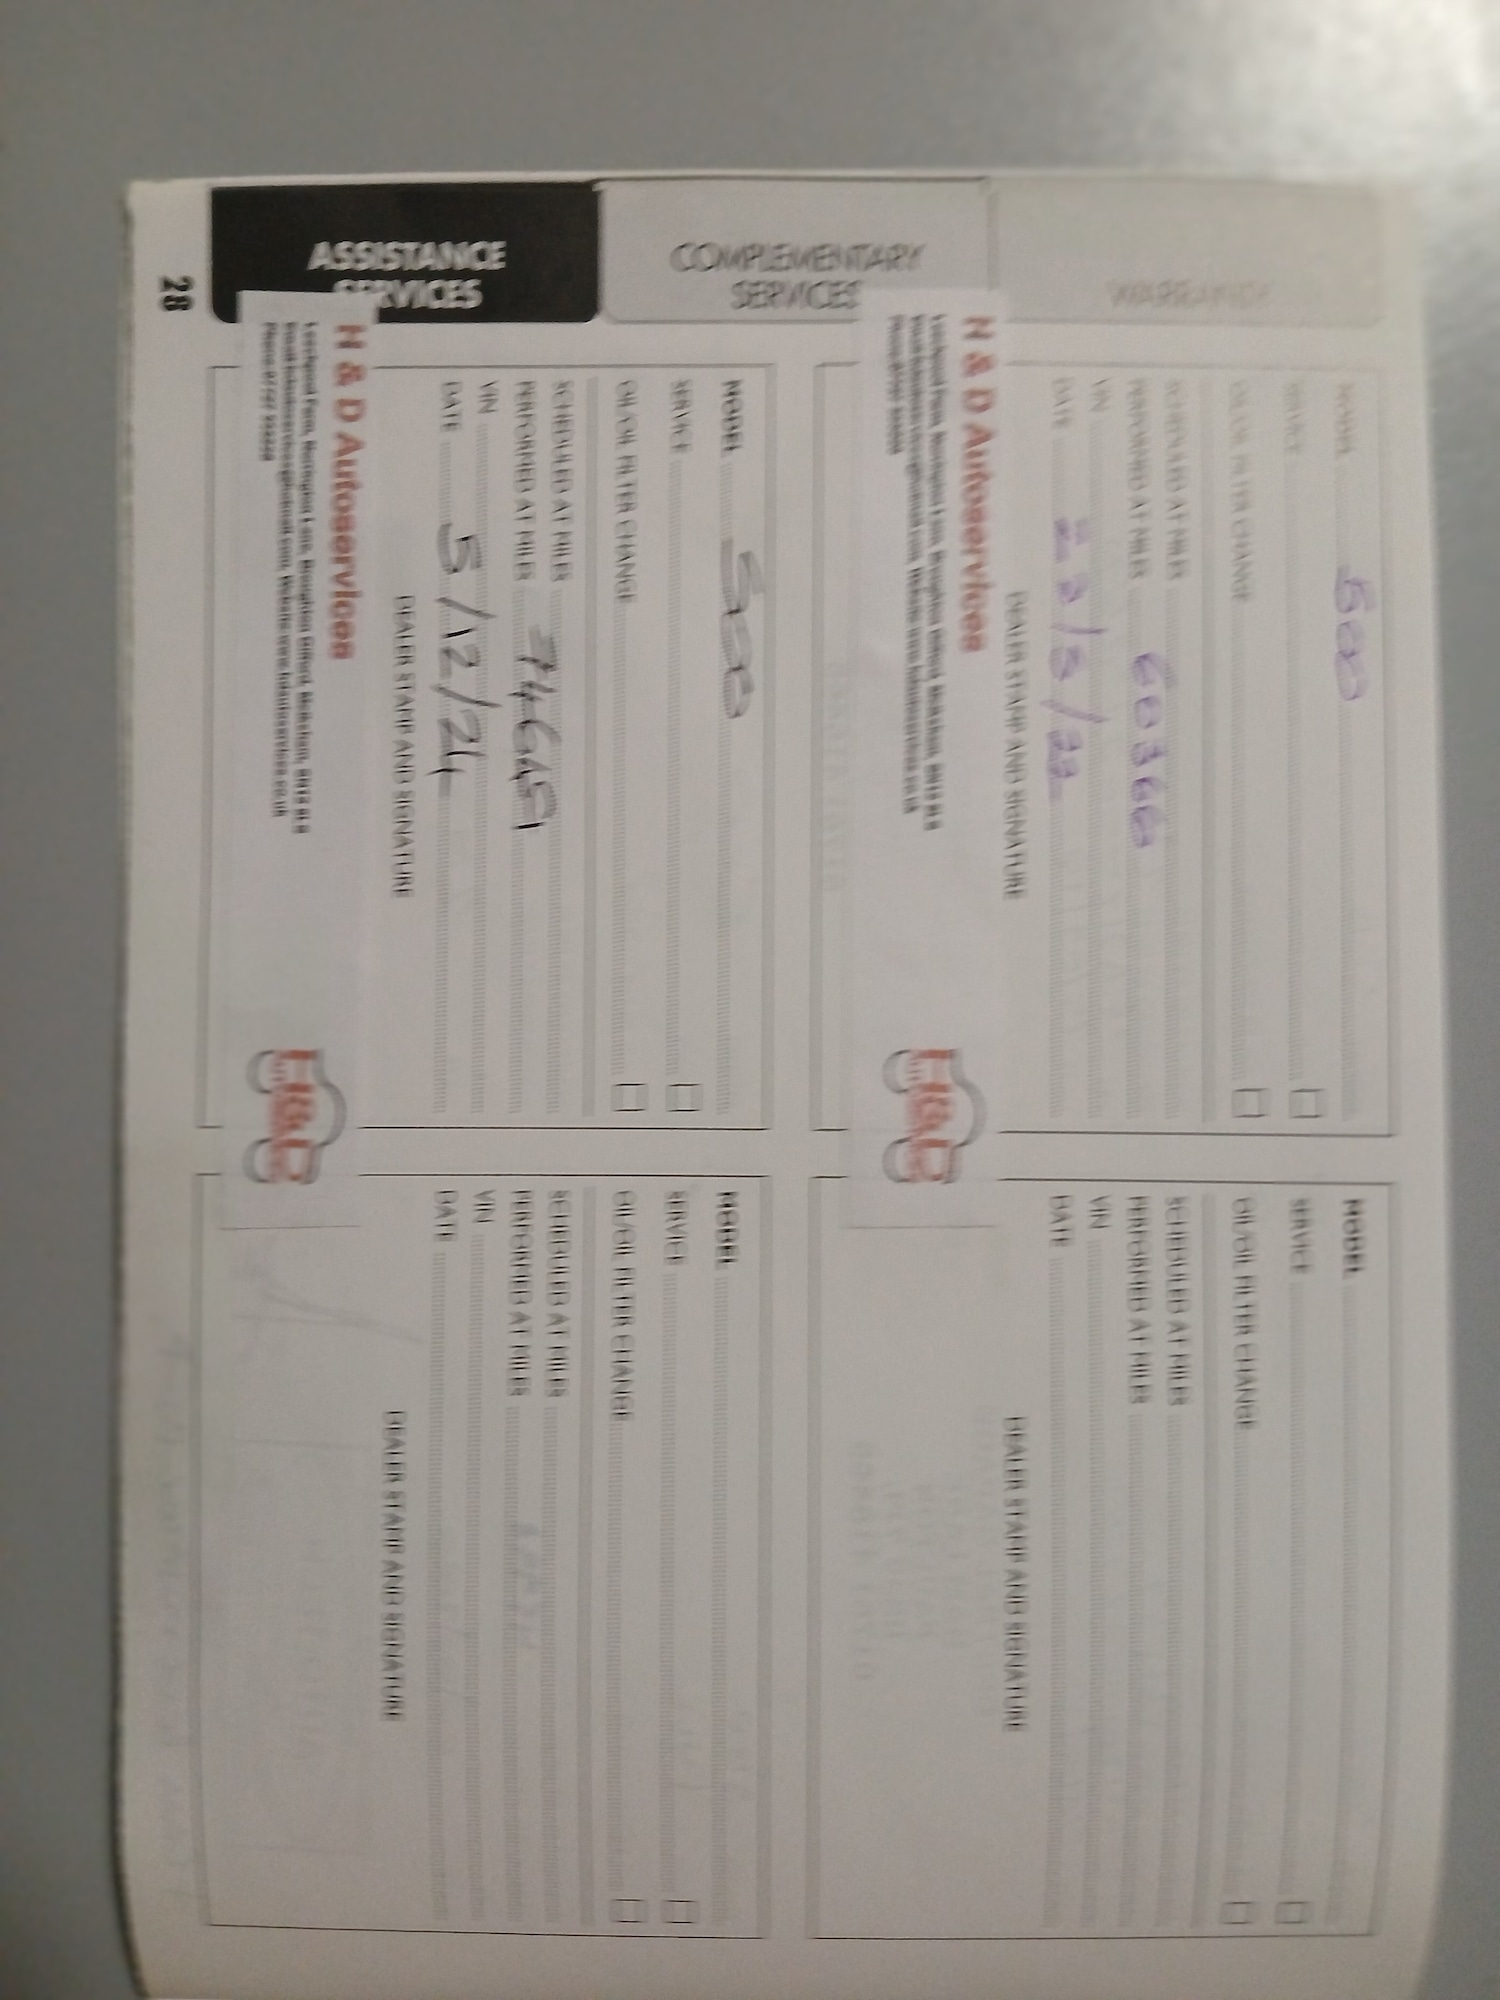 WARRANTY
COMPLEMENTARY
SERVICES
ASSISTANCE
SERVICES
MODEL 500
SERVICE
OIL/OIL FILTER CHANGE
SCHEDULED AT MILES
PERFORMED AT MILES 60366
VIN
DATE
DEALER STAMP AND SIGNATURE
H & D Autoservices
H&D
MODEL
SERVICE
OIL/OIL FILTER CHANGE
SCHEDULED AT MILES
PERFORMED AT MILES
VIN
DATE
DEALER STAMP AND SIGNATURE
MODEL 500
SERVICE
OIL/OIL FILTER CHANGE
SCHEDULED AT MILES
PERFORMED AT MILES
VIN
DATE 5/12/24
DEALER STAMP AND SIGNATURE
H & D Autoservices
H&D
MODEL
SERVICE
OIL/OIL FILTER CHANGE
SCHEDULED AT MILES
PERFORMED AT MILES
VIN
DATE
DEALER STAMP AND SIGNATURE
28